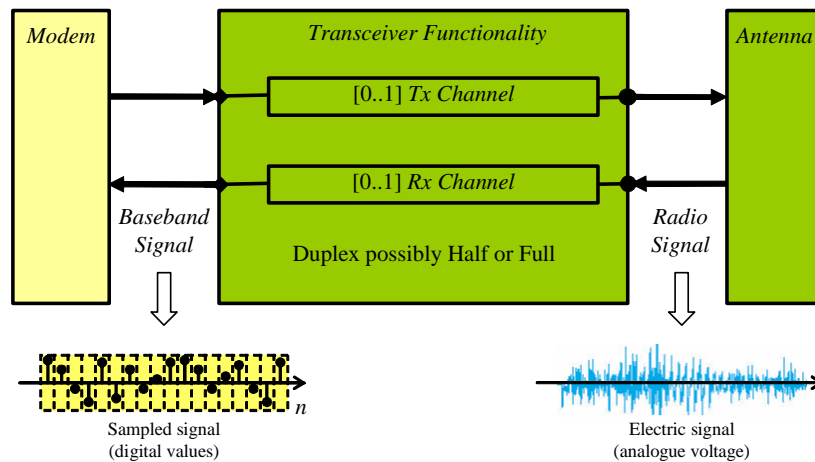 Modem
Transceiver Functionality
Antenna
[0..1] Tx Channel
[0..1] Rx Channel
Baseband
Signal
Duplex possibly Half or Full
Radio
Signal
n
Sampled signal
(digital values)
Electric signal
(analogue voltage)